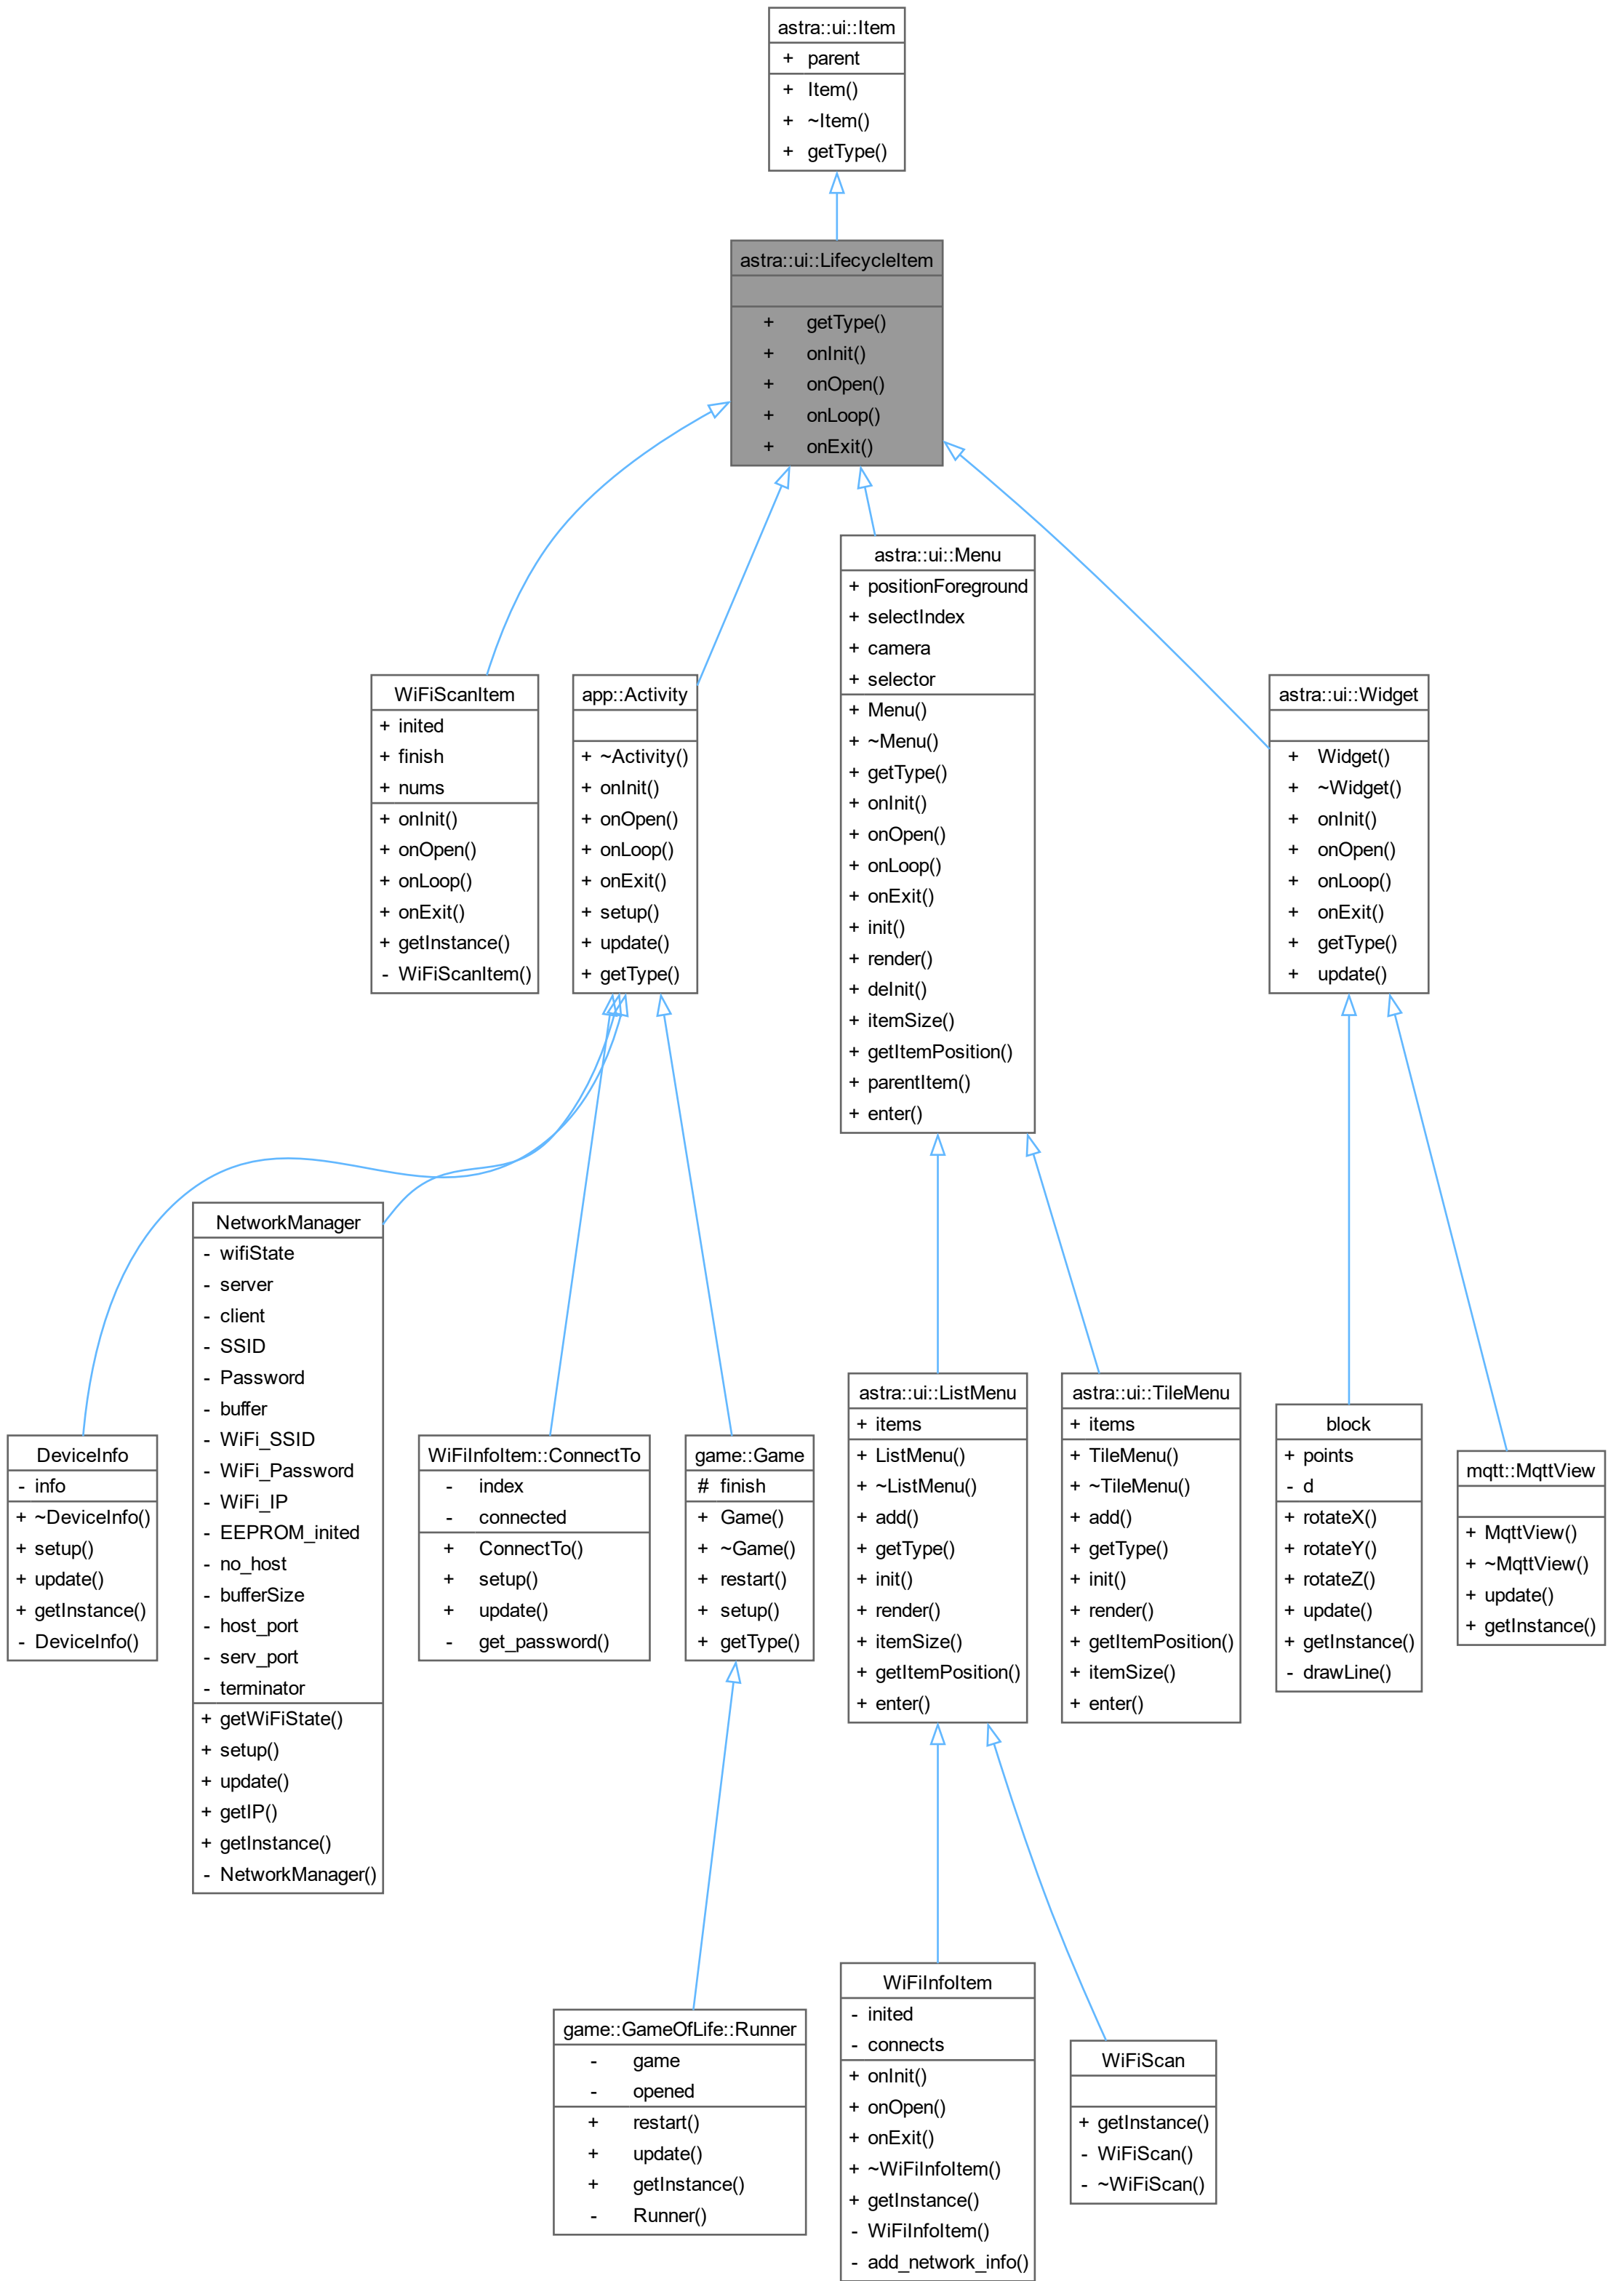 astra::ui::Item
+ parent
+ Item()
+ ~Item()
+ getType()
astra::ui::LifecycleItem
+ getType()
+ onInit()
+ onOpen()
+ onLoop()
+ onExit()
WiFiScanItem
+ inited
+ finish
+ nums
+ onInit()
+ onOpen()
+ onLoop()
+ onExit()
+ getInstance()
- WiFiScanItem()
app::Activity
+ ~Activity()
+ onInit()
+ onOpen()
+ onLoop()
+ onExit()
+ setup()
+ update()
+ getType()
astra::ui::Menu
+ positionForeground
+ selectIndex
+ camera
+ selector
+ Menu()
+ ~Menu()
+ getType()
+ onInit()
+ onOpen()
+ onLoop()
+ onExit()
+ init()
+ render()
+ deInit()
+ itemSize()
+ getItemPosition()
+ parentItem()
+ enter()
astra::ui::Widget
+ Widget()
+ ~Widget()
+ onInit()
+ onOpen()
+ onLoop()
+ onExit()
+ getType()
+ update()
DeviceInfo
- info
+ ~DeviceInfo()
+ setup()
+ update()
+ getInstance()
- DeviceInfo()
NetworkManager
- wifiState
- server
- client
- SSID
- Password
- buffer
- WiFi_SSID
- WiFi_Password
- WiFi_IP
- EEPROM_inited
- no_host
- bufferSize
- host_port
- serv_port
- terminator
+ getWiFiState()
+ setup()
+ update()
+ getIP()
+ getInstance()
- NetworkManager()
WiFiInfoItem::ConnectTo
- index
- connected
+ ConnectTo()
+ setup()
+ update()
- get_password()
game::Game
# finish
+ Game()
+ ~Game()
+ restart()
+ setup()
+ getType()
astra::ui::ListMenu
+ items
+ ListMenu()
+ ~ListMenu()
+ add()
+ getType()
+ init()
+ render()
+ itemSize()
+ getItemPosition()
+ enter()
astra::ui::TileMenu
+ items
+ TileMenu()
+ ~TileMenu()
+ add()
+ getType()
+ init()
+ render()
+ getItemPosition()
+ itemSize()
+ enter()
block
+ points
- d
+ rotateX()
+ rotateY()
+ rotateZ()
+ update()
+ getInstance()
- drawLine()
mqtt::MqttView
+ MqttView()
+ ~MqttView()
+ update()
+ getInstance()
game::GameOfLife::Runner
- game
- opened
+ restart()
+ update()
+ getInstance()
- Runner()
WiFiInfoItem
- inited
- connects
+ onInit()
+ onOpen()
+ onExit()
+ ~WiFiInfoItem()
+ getInstance()
- WiFiInfoItem()
- add_network_info()
WiFiScan
+ getInstance()
- WiFiScan()
- ~WiFiScan()